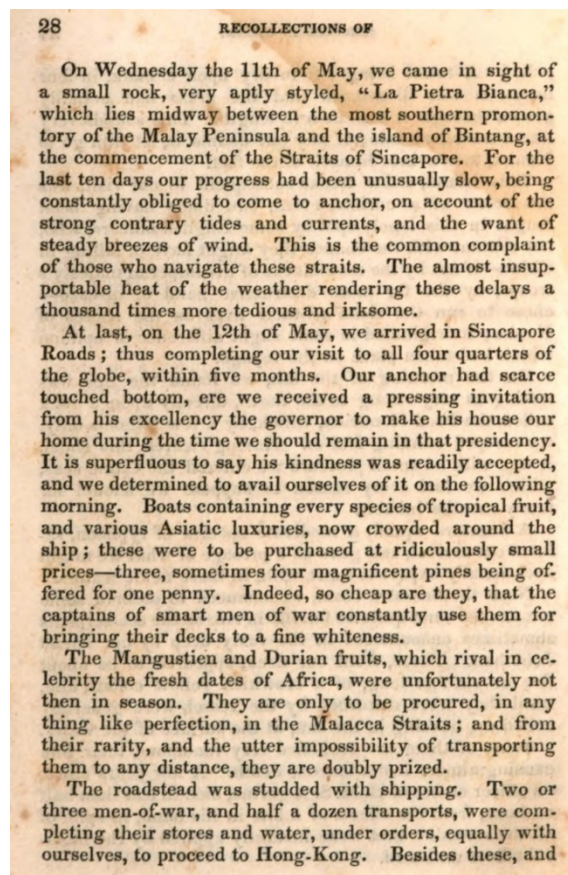 28 RECOLLECTIONS OF
On Wednesday the 11th of May, we came in sight of
a small rock, very aptly styled, “La Pietra Bianca,”
which lies midway between the most southern promon-
tory of the Malay Peninsula and the island of Bintang, at
the commencement of the Straits of Sincapore. For the
last ten days our progress had been unusually slow, being
constantly obliged to come to anchor, on account of the
strong contrary tides and currents, and the want of
steady breezes of wind. This is the common complaint
of those who navigate these straits. The almost insup-
portable heat of the weather rendering these delays a
thousand times more tedious and irksome.
At last, on the 12th of May, we arrived in Sincapore
Roads; thus completing our visit to all four quarters of
the globe, within five months. Our anchor had scarce
touched bottom, ere we received a pressing invitation
from his excellency the governor to make his house our
home during the time we should remain in that presidency.
It is superfluous to say his kindness was readily accepted,
and we determined to avail ourselves of it on the following
morning. Boats containing every species of tropical fruit,
and various Asiatic luxuries, now crowded around the
ship; these were to be purchased at ridiculously small
prices—three, sometimes four magnificent pines being of-
fered for one penny. Indeed, so cheap are they, that the
captains of smart men of war constantly use them for
bringing their decks to a fine whiteness.
The Mangustien and Durian fruits, which rival in ce-
lebrity the fresh dates of Africa, were unfortunately not
then in season. They are only to be procured, in any
thing like perfection, in the Malacca Straits; and from
their rarity, and the utter impossibility of transporting
them to any distance, they are doubly prized.
The roadstead was studded with shipping. Two or
three men-of-war, and half a dozen transports, were com-
pleting their stores and water, under orders, equally with
ourselves, to proceed to Hong-Kong. Besides these, and